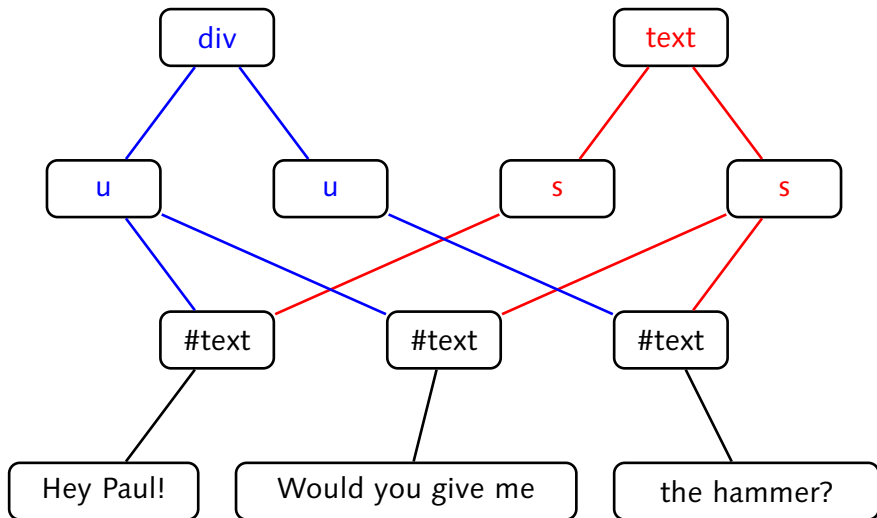 div
text
u
u
s
s
#text
#text
#text
Hey Paul!
Would you give me
the hammer?